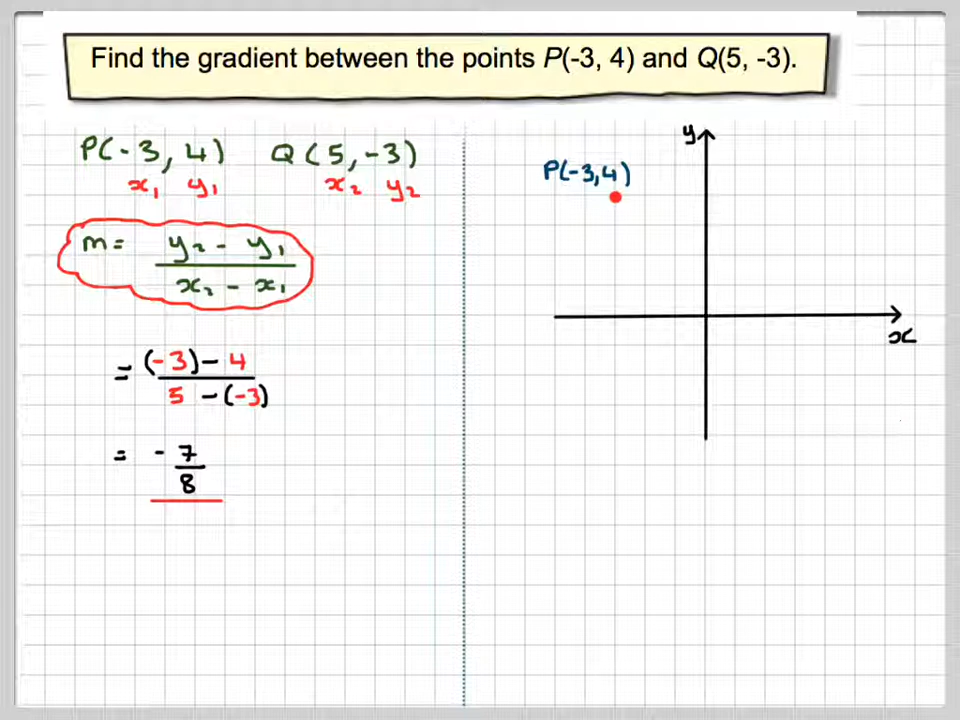 Find the gradient between the points P(-3, 4) and Q(5, -3).
P(-3, 4) Q(5, -3)
x₁ y₁ x₂ y₂
m = y₂ - y₁
x₂ - x₁
= (-3) - 4
5 - (-3)
= - 7
8
y
P(-3,4)
x